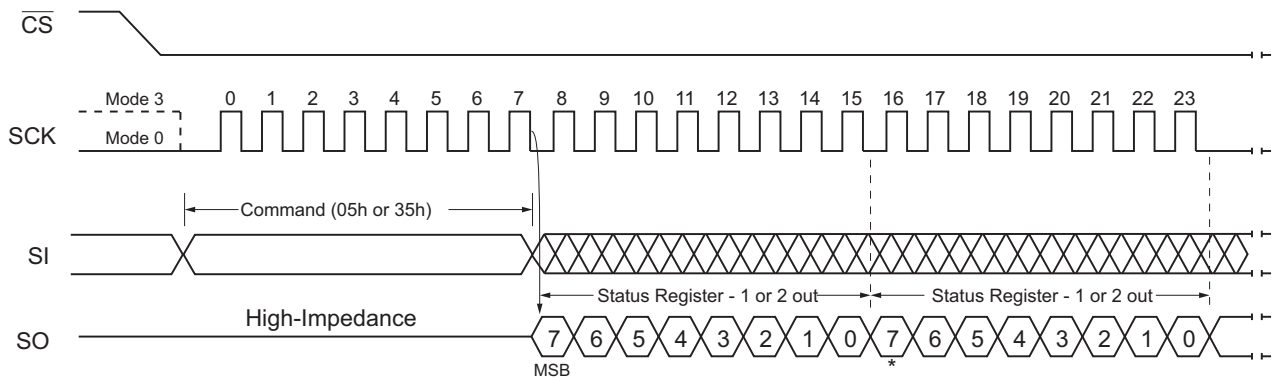 CS
Mode 3 0 1 2 3 4 5 6 7 8 9 10 11 12 13 14 15 16 17 18 19 20 21 22 23
SCK Mode 0
Command (05h or 35h)
SI
Status Register - 1 or 2 out Status Register - 1 or 2 out
High-Impedance
SO 7 6 5 4 3 2 1 0 7 6 5 4 3 2 1 0
MSB *